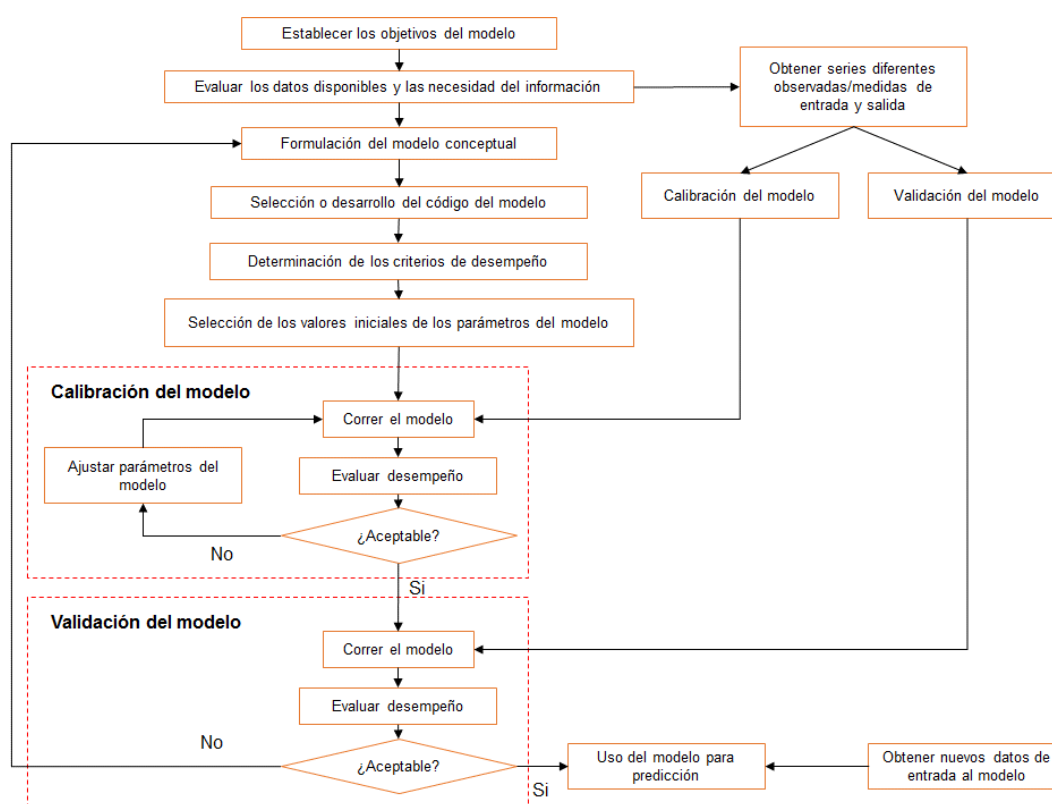 Establecer los objetivos del modelo
Evaluar los datos disponibles y las necesidad del información
Obtener series diferentes
observadas/medidas de
entrada y salida
Formulación del modelo conceptual
Selección o desarrollo del código del modelo
Calibración del modelo
Validación del modelo
Determinación de los criterios de desempeño
Selección de los valores iniciales de los parámetros del modelo
Calibración del modelo
Correr el modelo
Ajustar parámetros del
modelo
Evaluar desempeño
¿Aceptable?
No
Si
Validación del modelo
Correr el modelo
Evaluar desempeño
No
¿Aceptable?
Si
Uso del modelo para
predicción
Obtener nuevos datos de
entrada al modelo